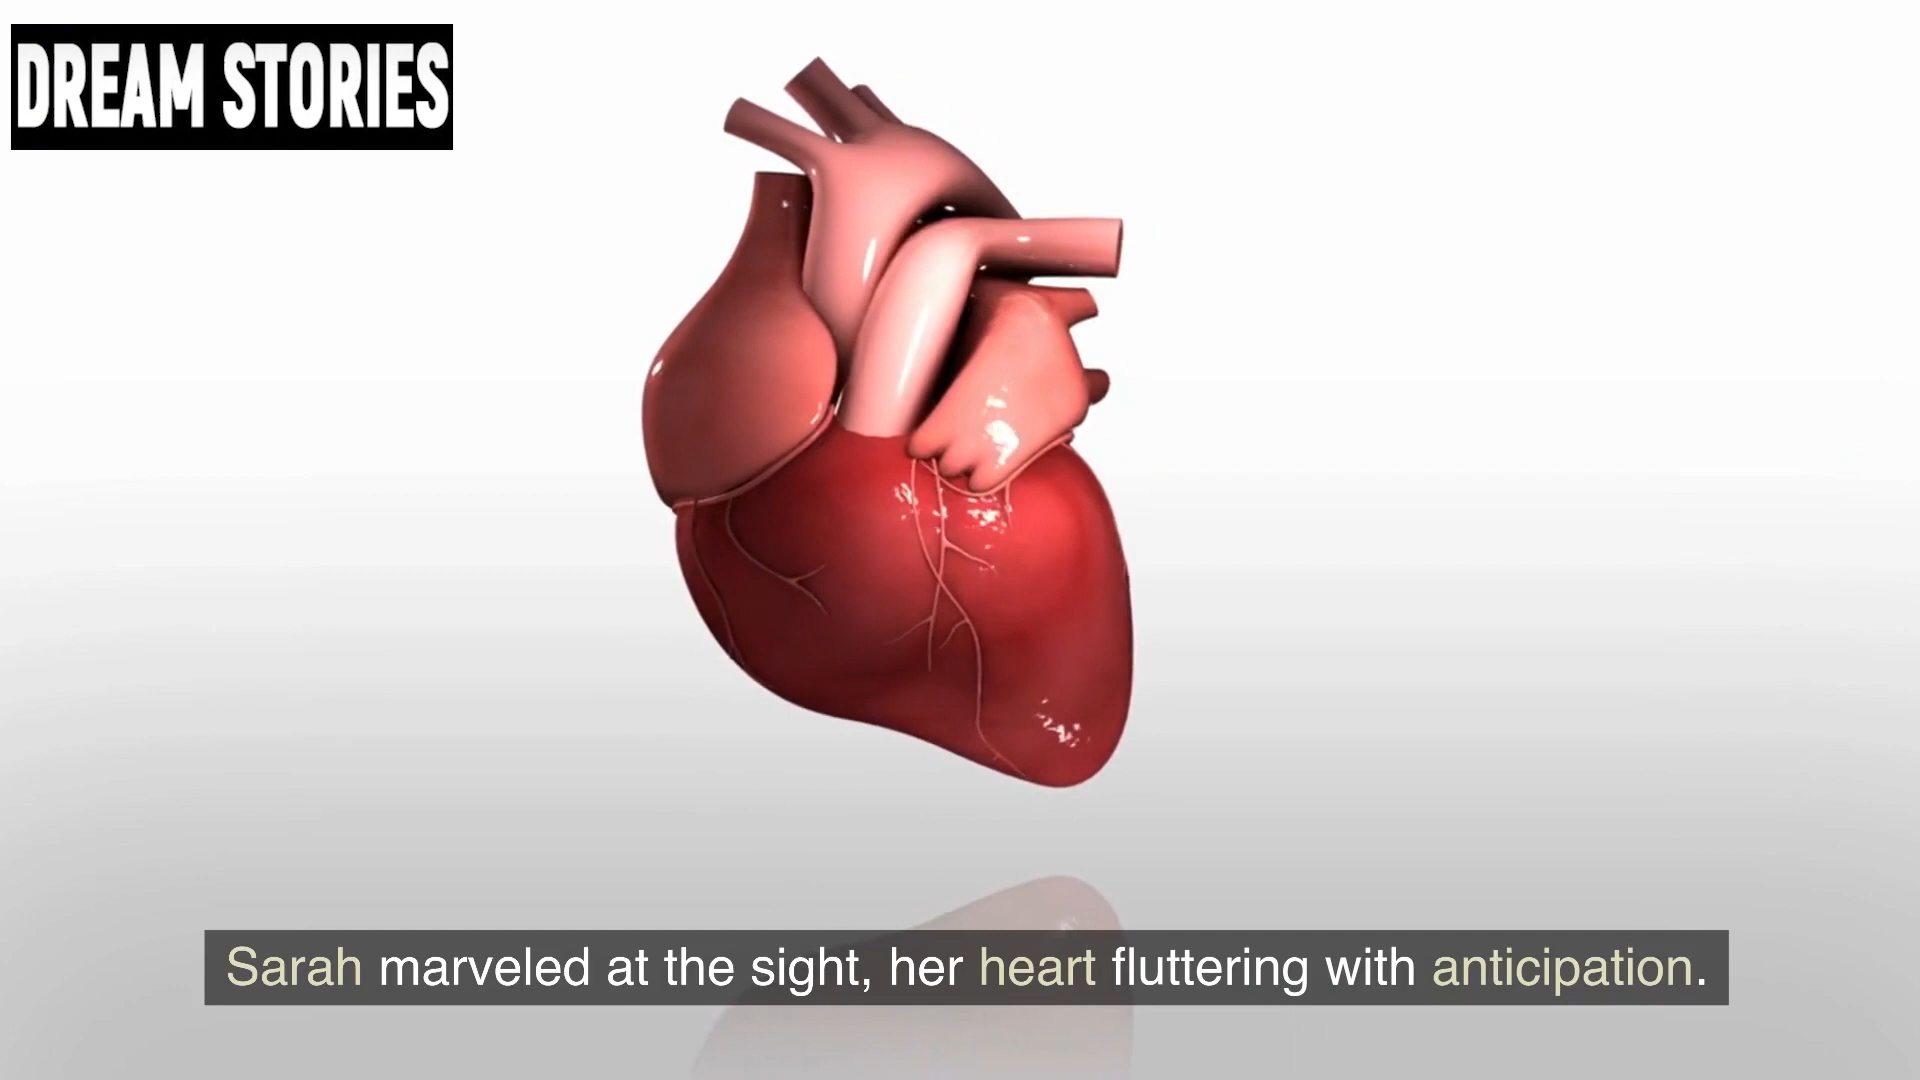 DREAM STORIES
Sarah marveled at the sight, her heart fluttering with anticipation.